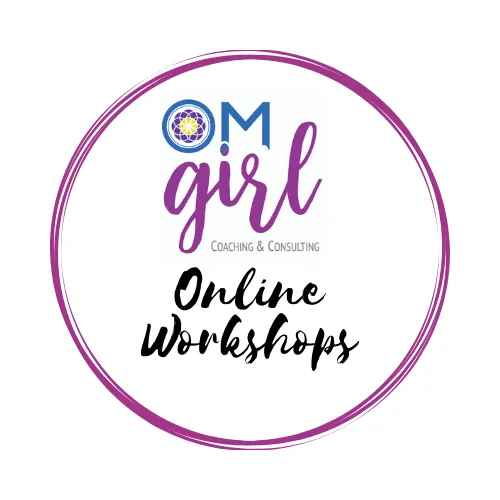 OM
girl
COACHING & CONSULTING
Online
Workshops